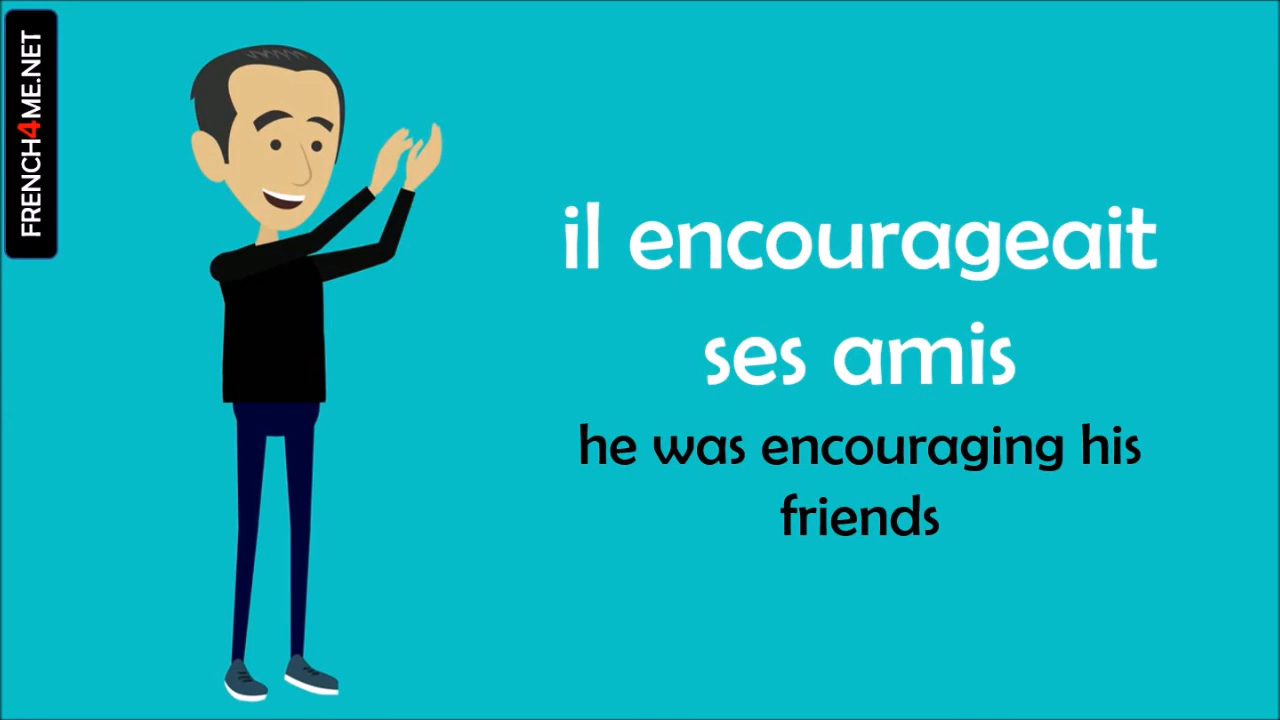 FRENCH4ME.NET
il encourageait
ses amis
he was encouraging his
friends